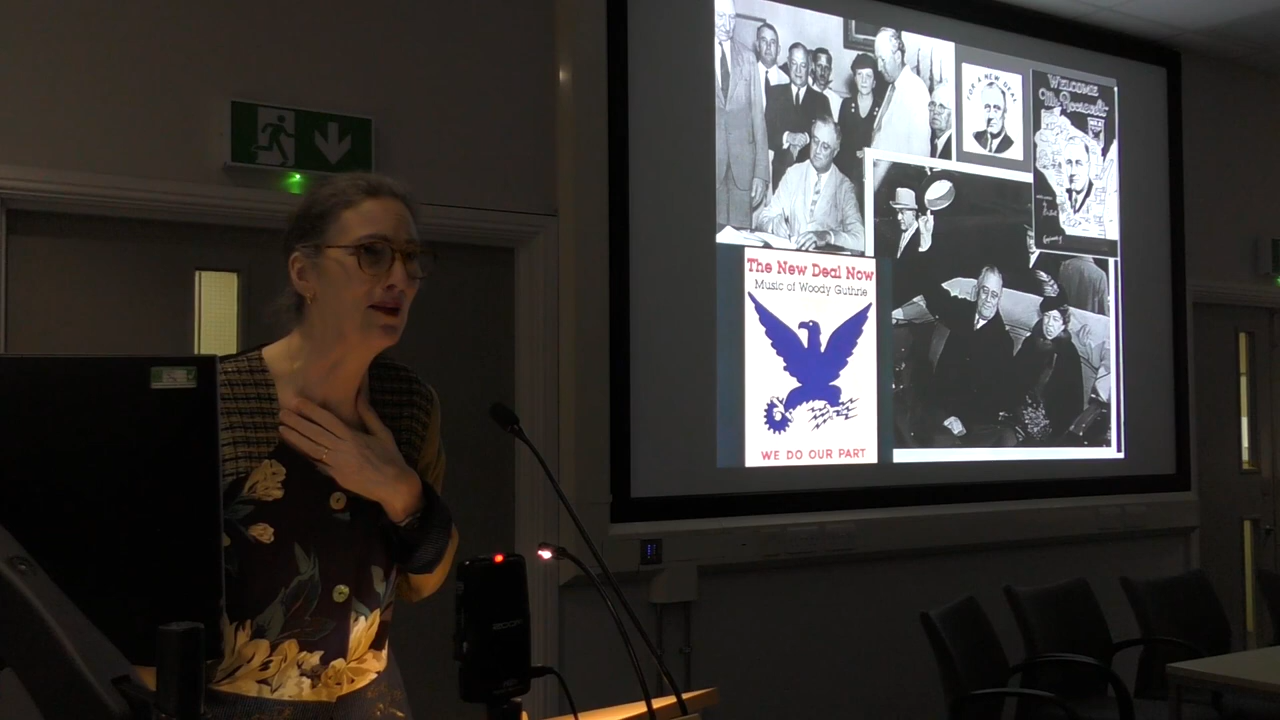 FOR A NEW DEAL
WELCOME
Mr. Roosevelt
The New Deal Now
Music of Woody Guthrie
WE DO OUR PART
ZOOM